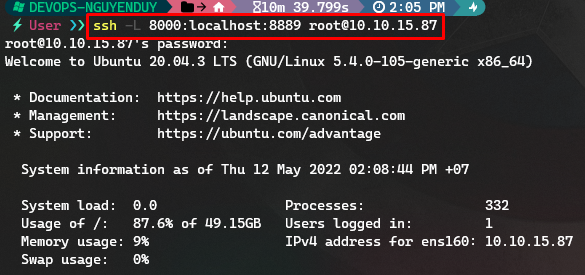 DEVOPS-NGUYENDUY 10m 39.799s 2:05 PM
User ❯❯ ssh -L 8000:localhost:8889 root@10.10.15.87
root@10.10.15.87's password:
Welcome to Ubuntu 20.04.3 LTS (GNU/Linux 5.4.0-105-generic x86_64)
* Documentation:  https://help.ubuntu.com
* Management:     https://landscape.canonical.com
* Support:        https://ubuntu.com/advantage
System information as of Thu 12 May 2022 02:08:44 PM +07
System load:  0.0                Processes:               332
Usage of /:   87.6% of 49.15GB   Users logged in:         1
Memory usage: 9%                 IPv4 address for ens160: 10.10.15.87
Swap usage:   0%